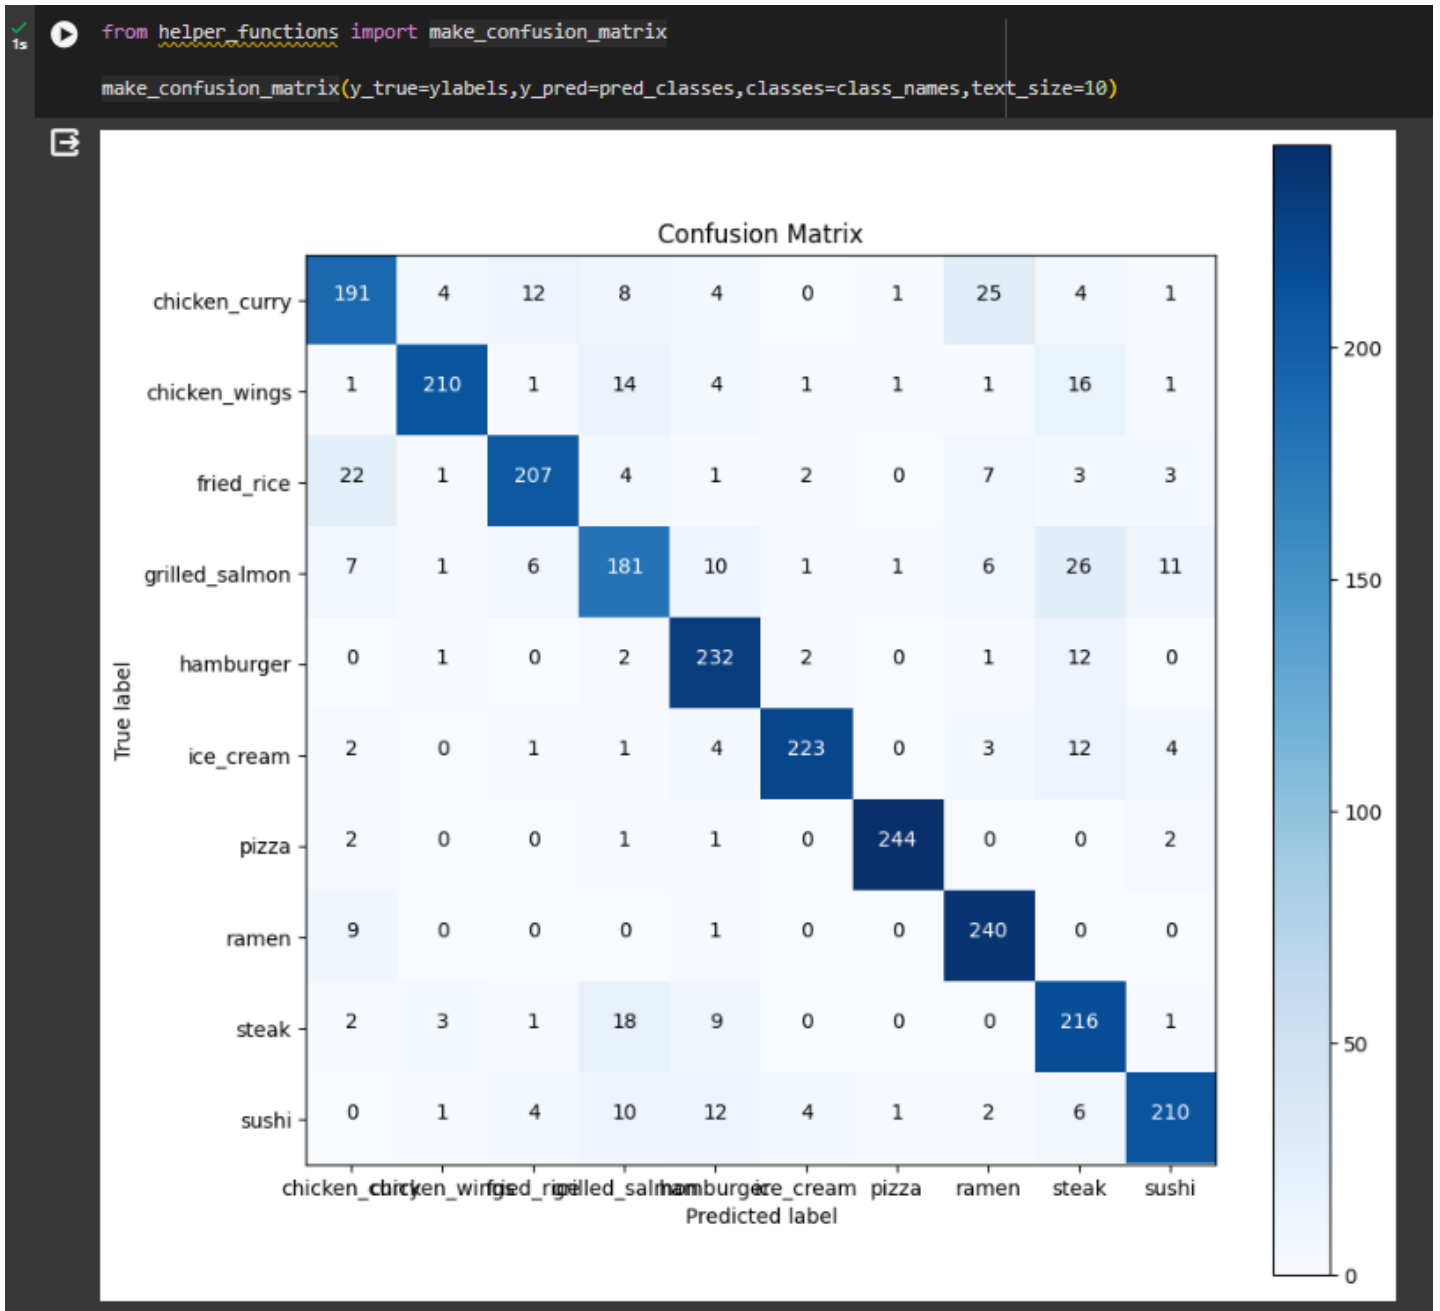 from helper_functions import make_confusion_matrix
1s
make_confusion_matrix(y_true=ylabels,y_pred=pred_classes,classes=class_names,text_size=10)
Confusion Matrix
chicken_curry 191 4 12 8 4 0 1 25 4 1
200
chicken_wings 1 210 1 14 4 1 1 1 16 1
fried_rice 22 1 207 4 1 2 0 7 3 3
grilled_salmon 7 1 6 181 10 1 1 6 26 11
150
hamburger 0 1 0 2 232 2 0 1 12 0
True label
ice_cream 2 0 1 1 4 223 0 3 12 4
100
pizza 2 0 0 1 1 0 244 0 0 2
ramen 9 0 0 0 1 0 0 240 0 0
steak 2 3 1 18 9 0 0 0 216 1
50
sushi 0 1 4 10 12 4 1 2 6 210
chicken_curry chicken_wings fried_rice grilled_salmon hamburger ice_cream pizza ramen steak sushi
Predicted label
0